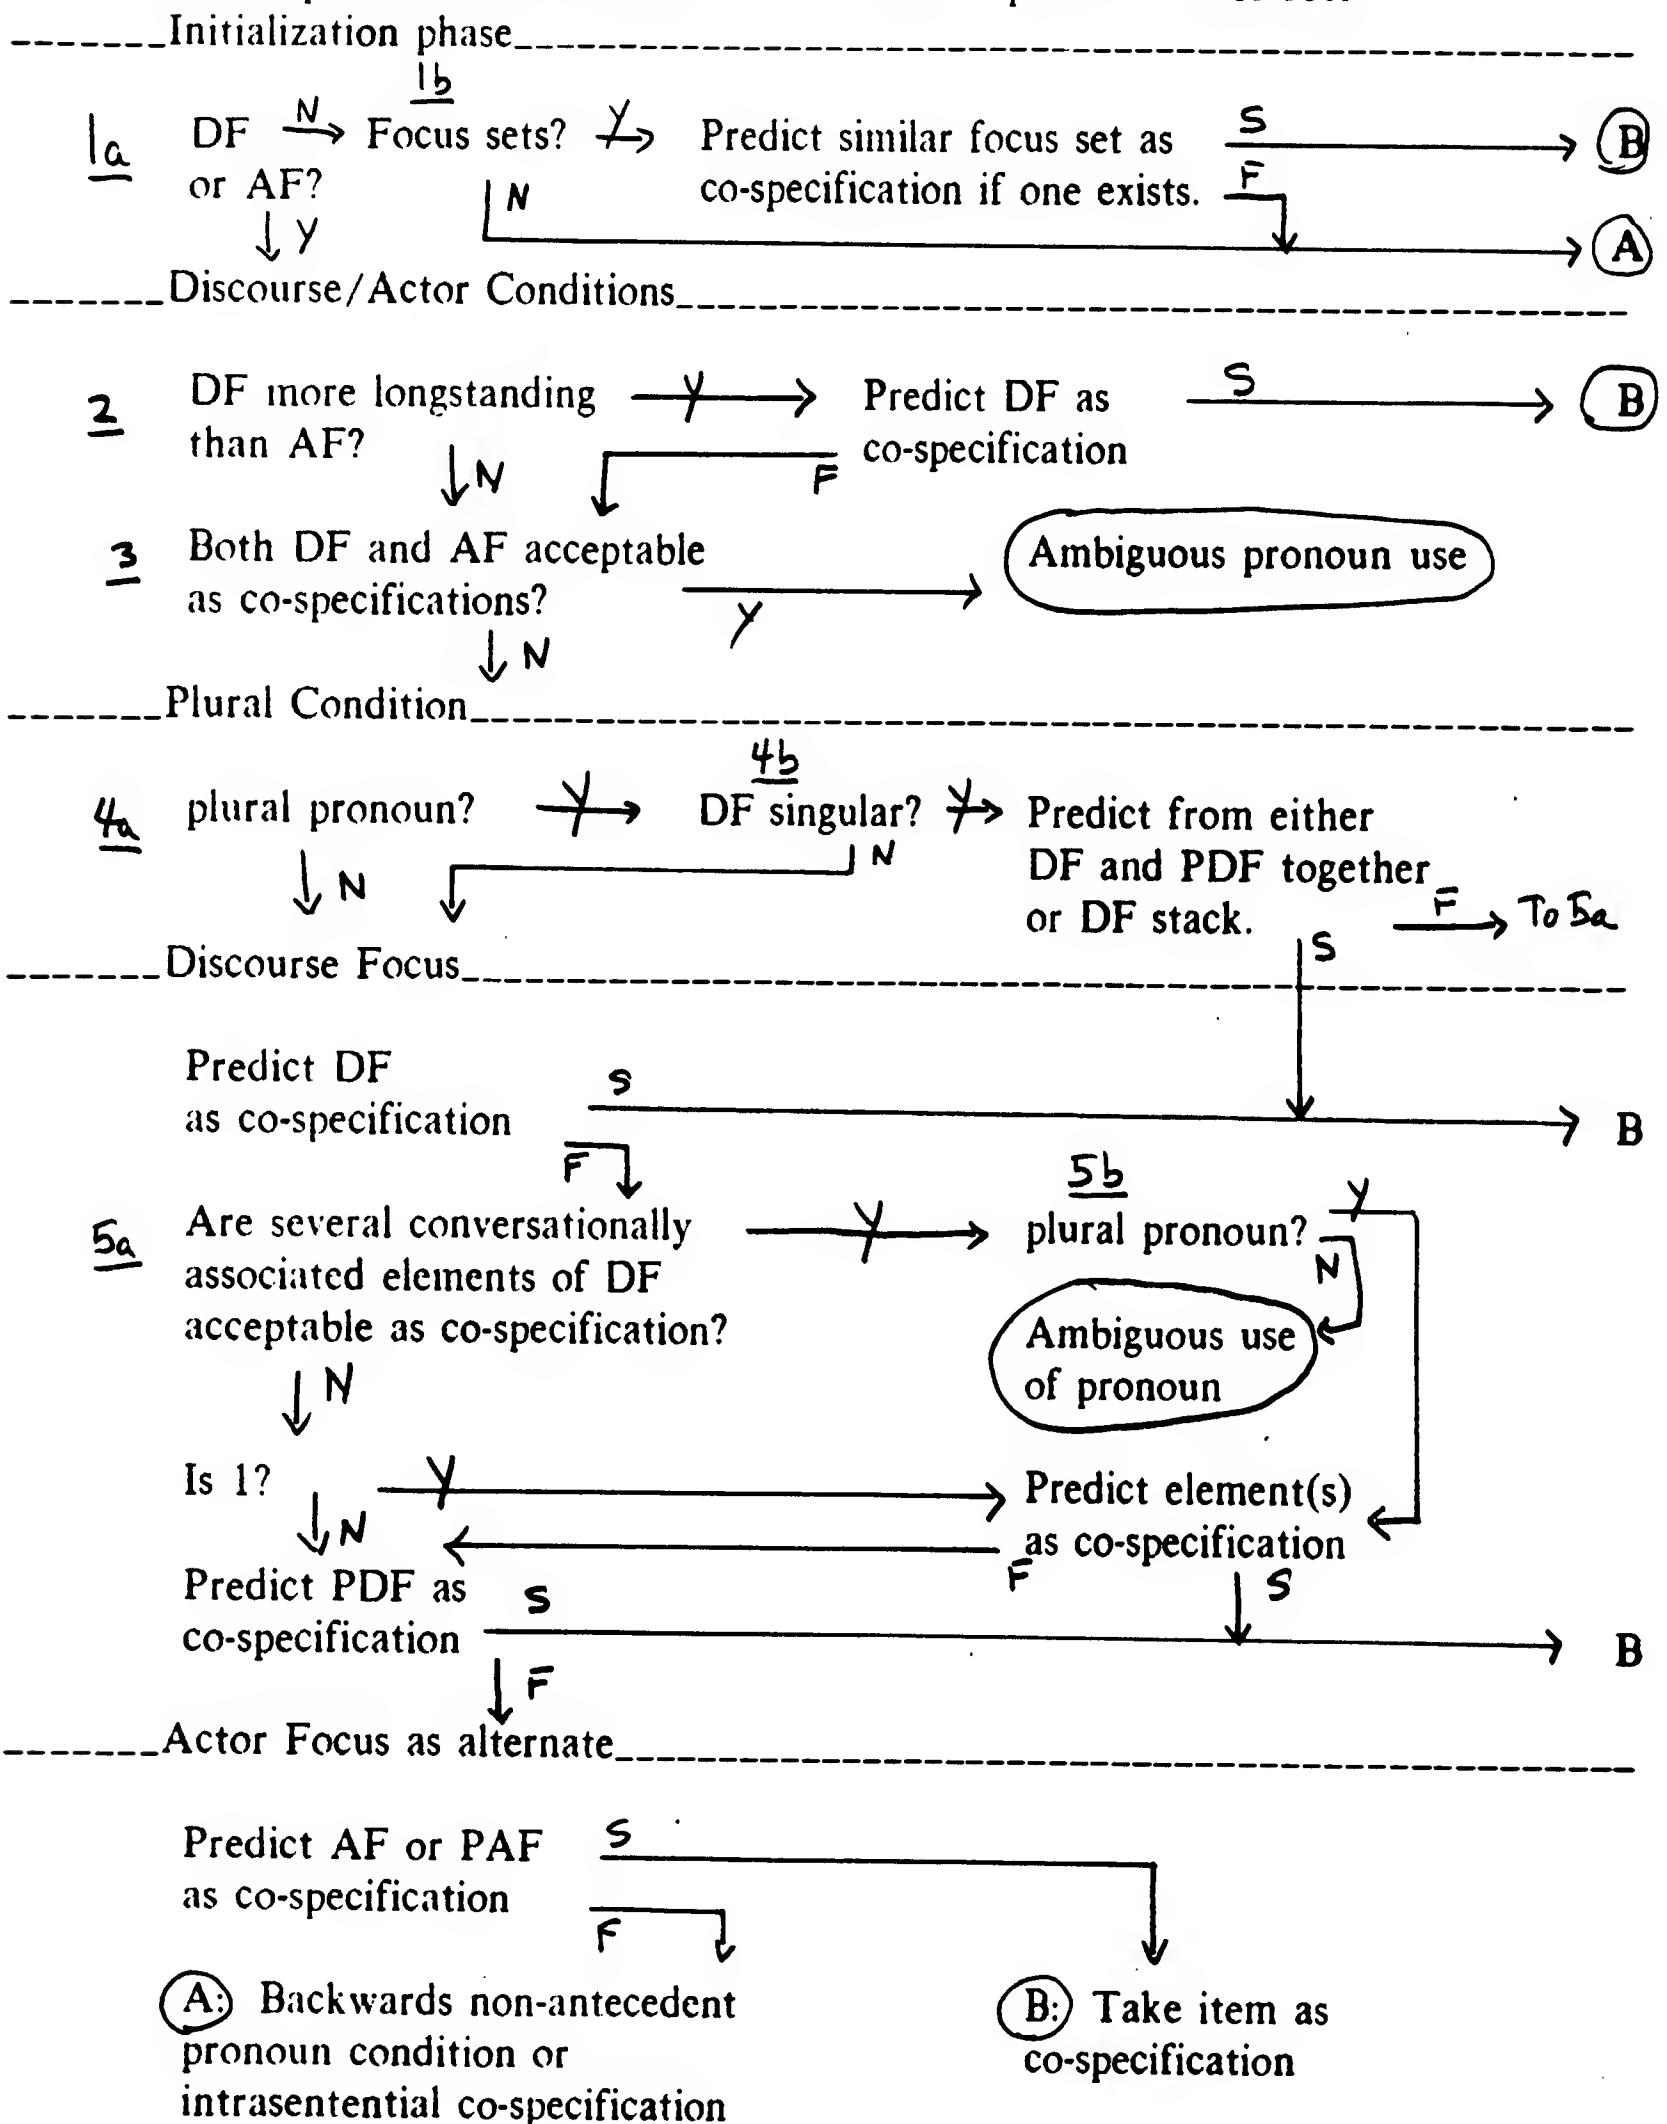 Initialization phase
1b
1a DF N Focus sets? Y Predict similar focus set as S B
or AF? N co-specification if one exists. F
Y A
Discourse/Actor Conditions
2 DF more longstanding Y Predict DF as S B
than AF? N F co-specification
3 Both DF and AF acceptable Ambiguous pronoun use
as co-specifications? Y
N
Plural Condition
4b
4a plural pronoun? Y DF singular? Y Predict from either
N N DF and PDF together
or DF stack. F To 5a
S
Discourse Focus
Predict DF S
as co-specification B
F 5b
5a Are several conversationally Y plural pronoun? Y
associated elements of DF N
acceptable as co-specification? Ambiguous use
N of pronoun
Is 1? Y Predict element(s)
N F as co-specification
Predict PDF as S S
co-specification B
F
Actor Focus as alternate
Predict AF or PAF S
as co-specification
F
A: Backwards non-antecedent B: Take item as
pronoun condition or co-specification
intrasentential co-specification